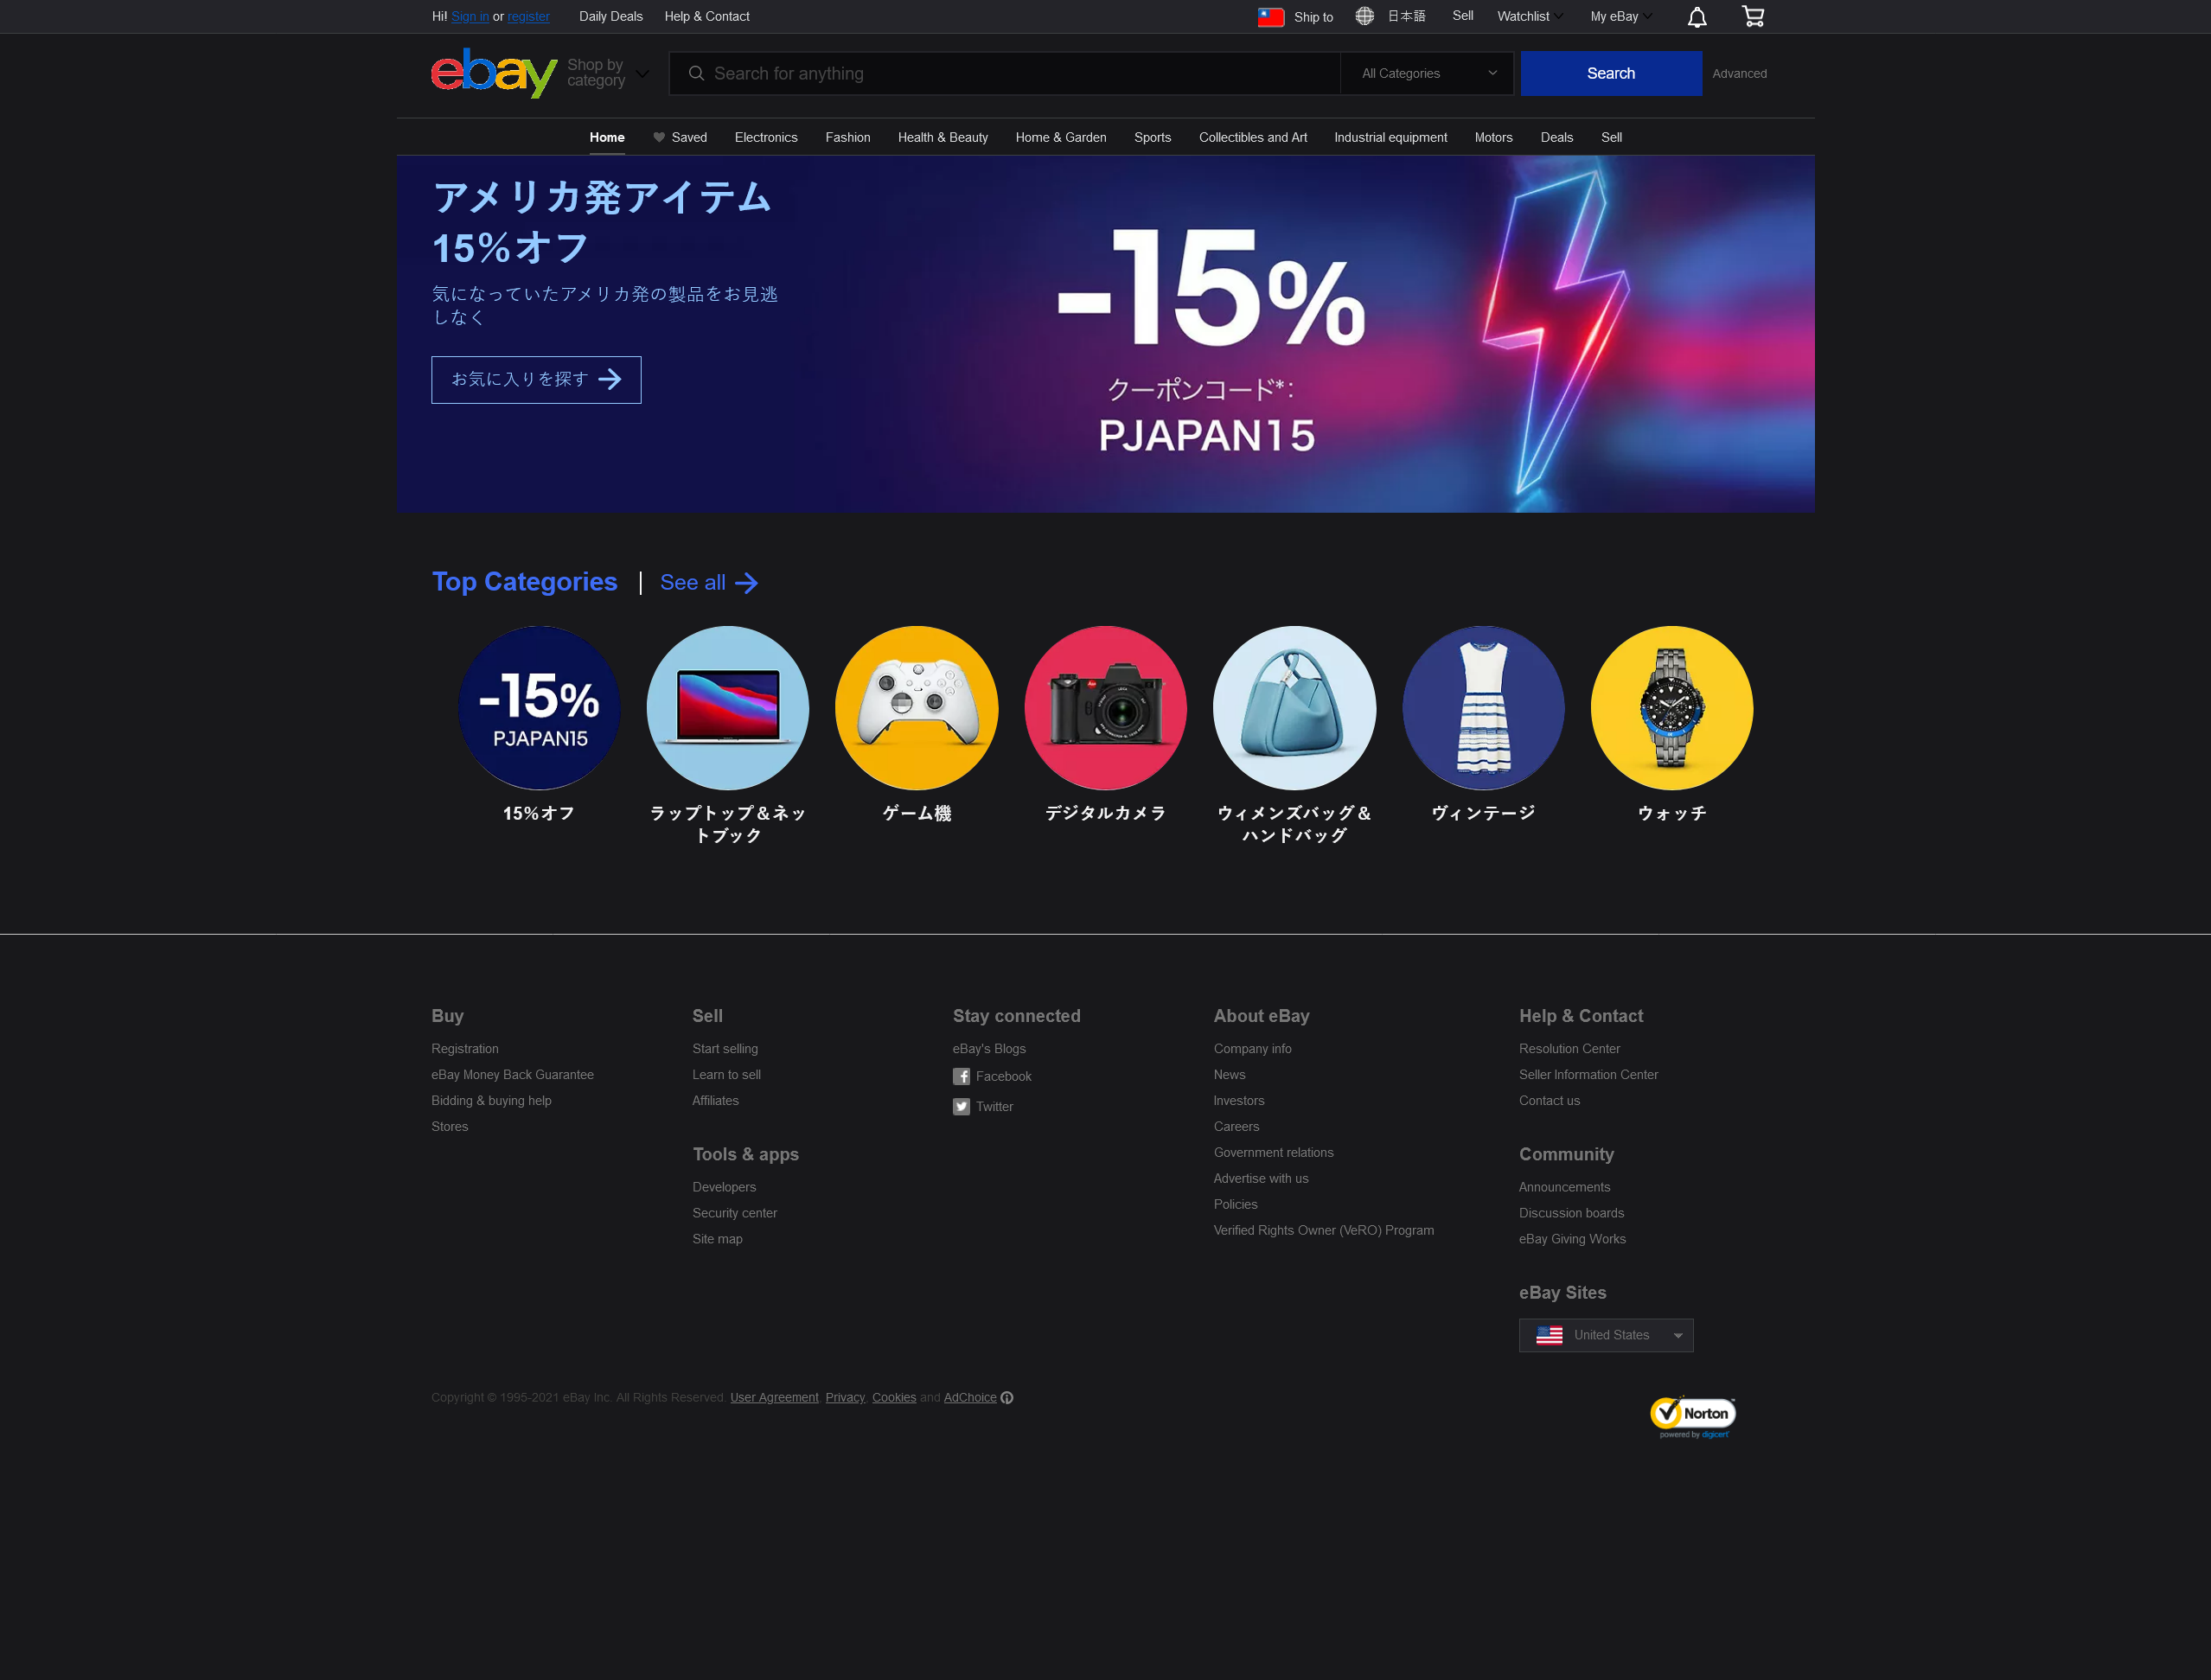 Hi! Sign in or register
Daily Deals
Help & Contact
Ship to
日本語
Sell
Watchlist
My eBay
ebay
Shop by
category
Search for anything
All Categories
Search
Advanced
Home
Saved
Electronics
Fashion
Health & Beauty
Home & Garden
Sports
Collectibles and Art
Industrial equipment
Motors
Deals
Sell
アメリカ発アイテム
15%オフ
気になっていたアメリカ発の製品をお見逃
しなく
お気に入りを探す
-15%
クーポンコード*:
PJAPAN15
Top Categories
See all
-15%
PJAPAN15
15%オフ
ラップトップ＆ネッ
トブック
ゲーム機
デジタルカメラ
ウィメンズバッグ＆
ハンドバッグ
ヴィンテージ
ウォッチ
Buy
Registration
eBay Money Back Guarantee
Bidding & buying help
Stores
Sell
Start selling
Learn to sell
Affiliates
Tools & apps
Developers
Security center
Site map
Stay connected
eBay's Blogs
Facebook
Twitter
About eBay
Company info
News
Investors
Careers
Government relations
Advertise with us
Policies
Verified Rights Owner (VeRO) Program
Help & Contact
Resolution Center
Seller Information Center
Contact us
Community
Announcements
Discussion boards
eBay Giving Works
eBay Sites
United States
Copyright © 1995-2021 eBay Inc. All Rights Reserved. User Agreement, Privacy, Cookies and AdChoice
Norton
powered by digicert